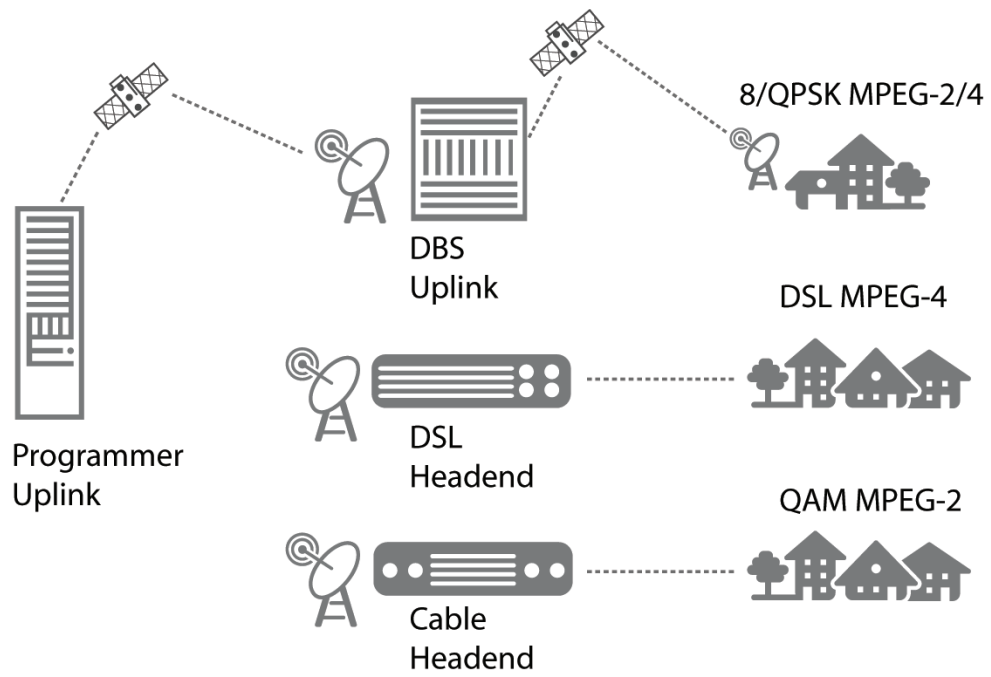 8/QPSK MPEG-2/4
DBS
Uplink
DSL MPEG-4
DSL
Headend
Programmer
Uplink
QAM MPEG-2
Cable
Headend